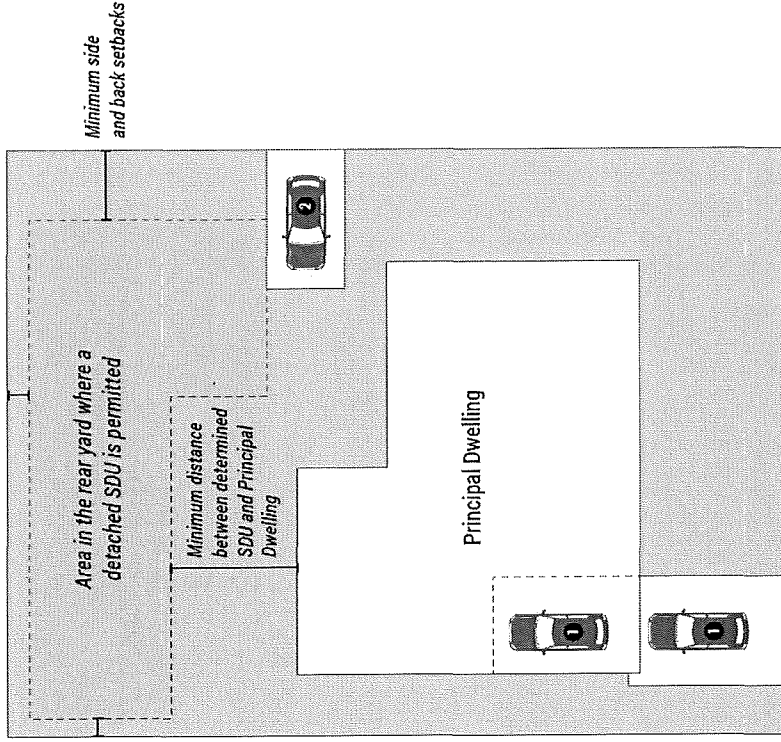 Minimum side
and back setbacks
Area in the rear yard where a
detached SDU is permitted
2
Minimum distance
between determined
SDU and Principal
Dwelling
Principal Dwelling
1
1